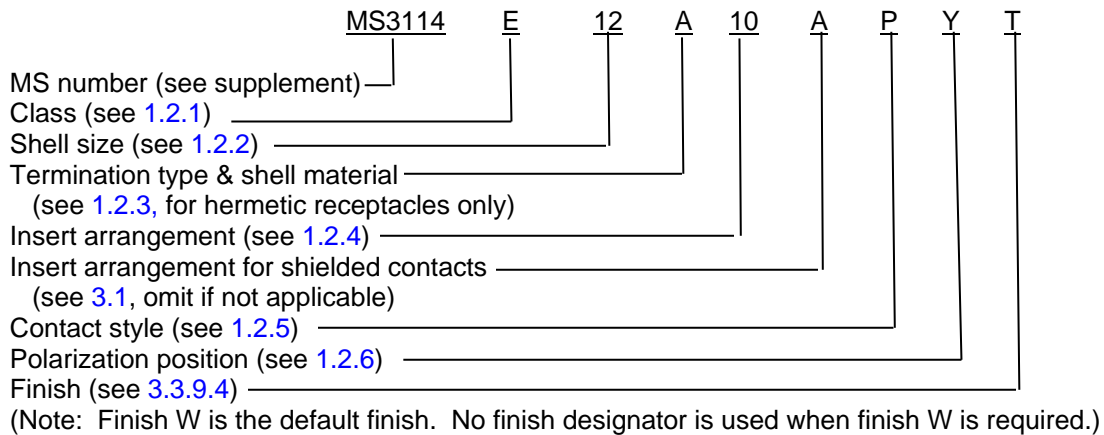 MS3114 E 12 A 10 A P Y T
MS number (see supplement)
Class (see 1.2.1)
Shell size (see 1.2.2)
Termination type & shell material
(see 1.2.3, for hermetic receptacles only)
Insert arrangement (see 1.2.4)
Insert arrangement for shielded contacts
(see 3.1, omit if not applicable)
Contact style (see 1.2.5)
Polarization position (see 1.2.6)
Finish (see 3.3.9.4)
(Note: Finish W is the default finish. No finish designator is used when finish W is required.)